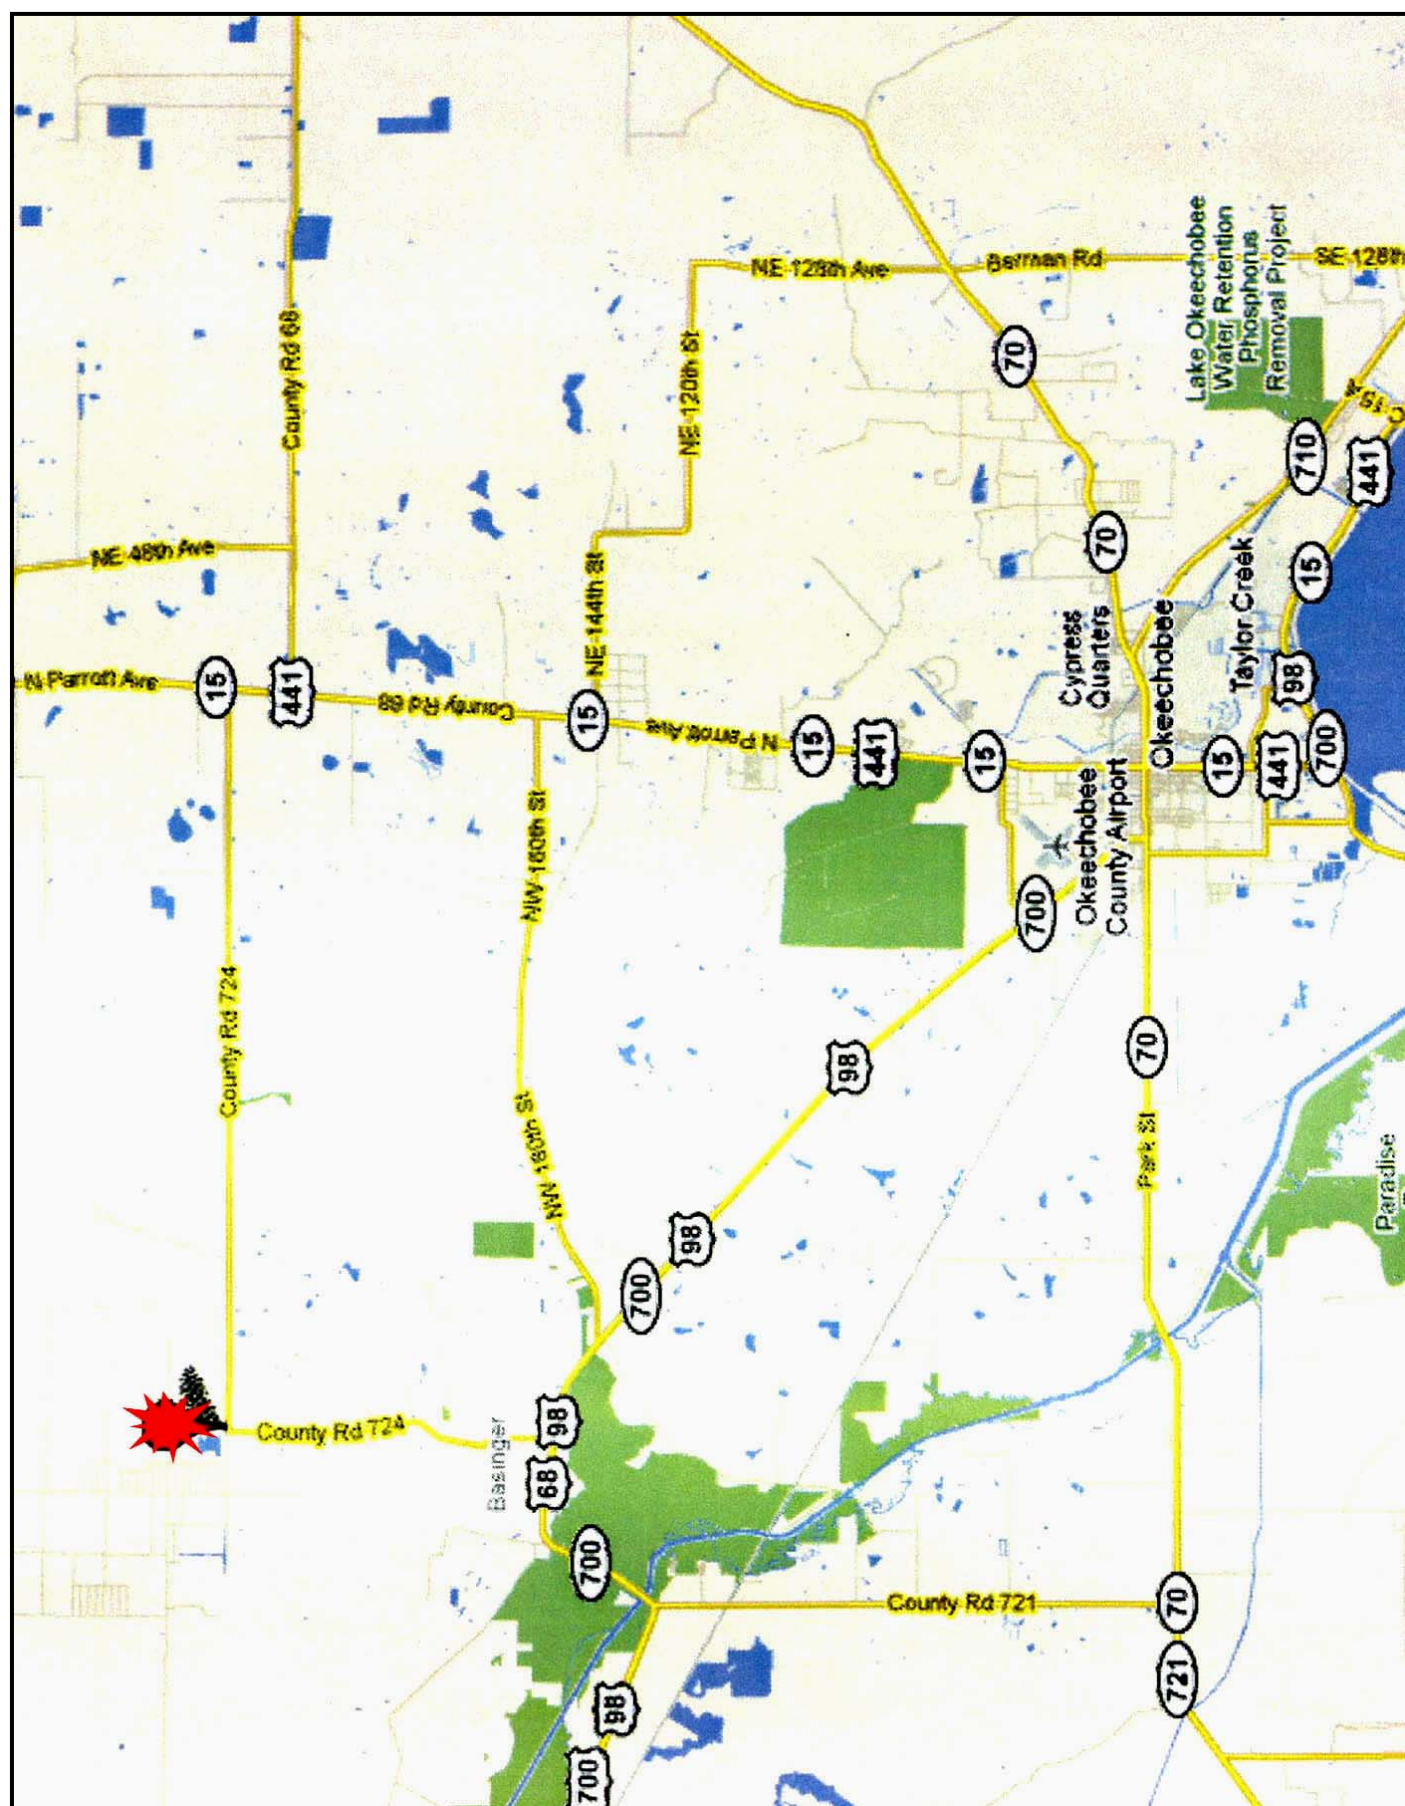 NE 48th Ave
County Rd 68
N Parrott Ave
15
441
County Rd 68
15
NE 144th St
NE 120th St
NE 128th Ave
Berman Rd
SE 128th
70
Lake Okeechobee
Water Retention
Phosphorus
Removal Project
710
441
C-15A
70
15
Cypress
Quarters
Okeechobee
Taylor Creek
98
700
441
15
N Parrott Ave
15
441
15
Okeechobee
County Airport
700
NW 160th St
County Rd 724
98
70
Park St
NW 160th St
98
700
Paradise
County Rd 724
Basinger
98
68
700
County Rd 721
70
721
98
700